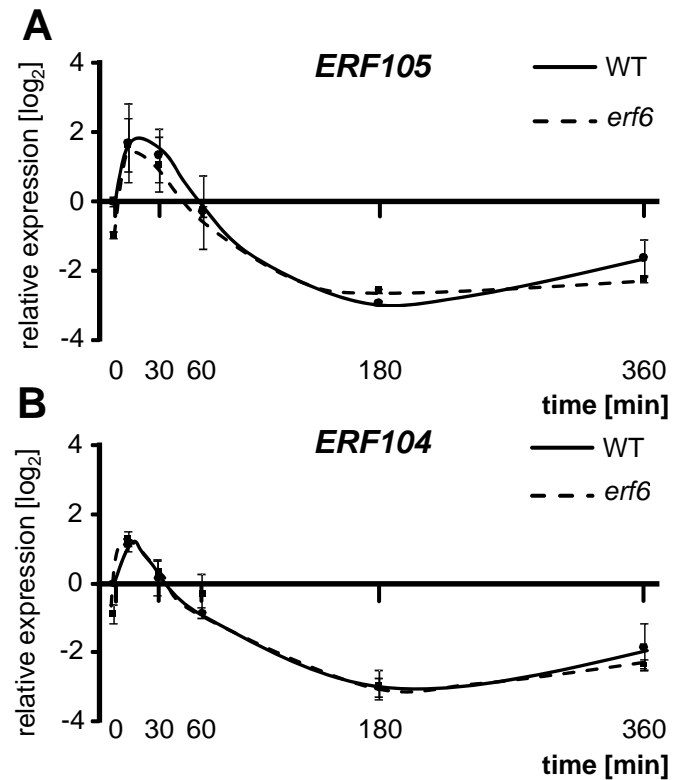 A
ERF105
WT
erf6
relative expression [log2]
4
2
0
-2
-4
0 30 60 180 360
time [min]
B
ERF104
WT
erf6
relative expression [log2]
4
2
0
-2
-4
0 30 60 180 360
time [min]